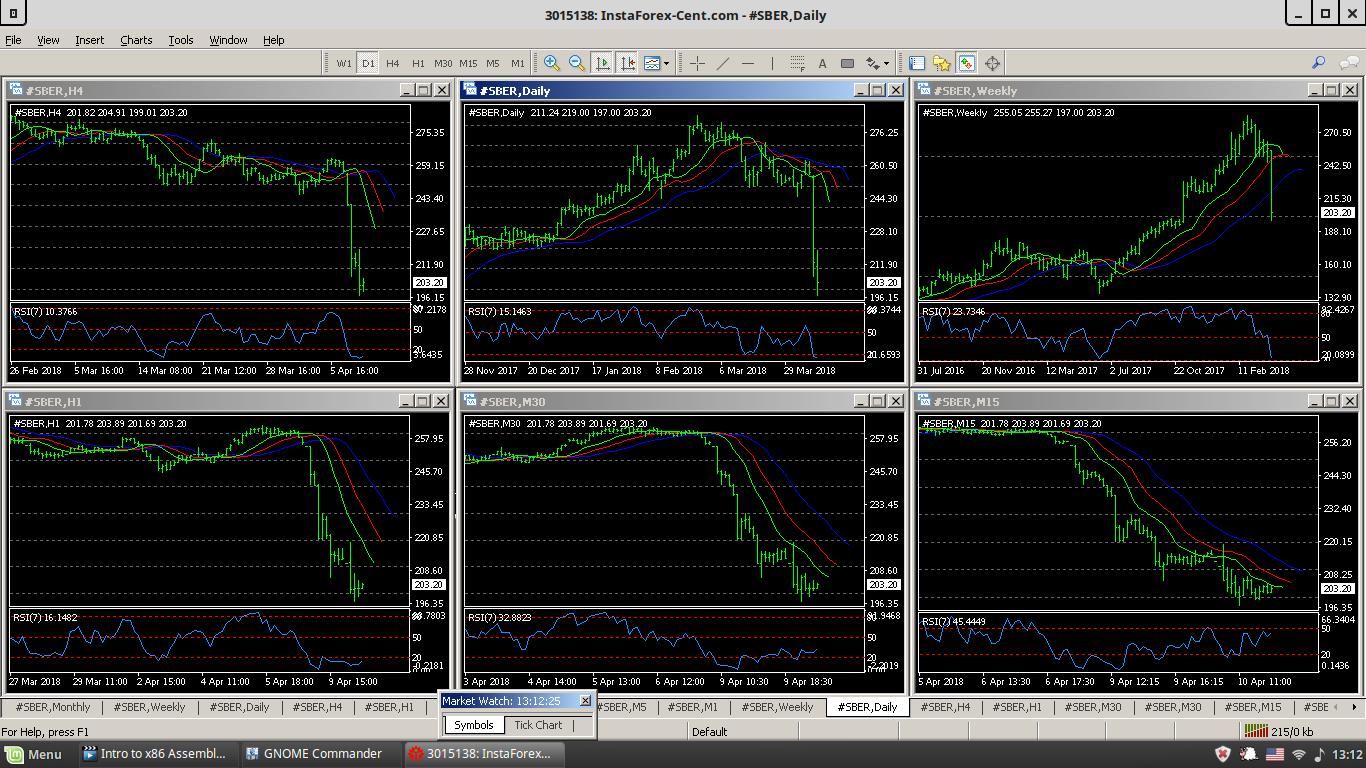 3015138: InstaForex-Cent.com - #SBER,Daily
File View Insert Charts Tools Window Help
W1 D1 H4 H1 M30 M15 M5 M1
#SBER,H4
#SBER,H4 201.82 204.91 199.01 203.20
275.35
259.15
243.40
227.65
211.90
203.20
196.15
RSI(7) 10.3766
50
20
26 Feb 2018 5 Mar 16:00 14 Mar 08:00 21 Mar 12:00 28 Mar 16:00 5 Apr 16:00
#SBER,Daily
#SBER,Daily 211.24 219.00 197.00 203.20
276.25
260.50
244.30
228.10
211.90
203.20
196.15
RSI(7) 15.1463
50
28 Nov 2017 20 Dec 2017 17 Jan 2018 8 Feb 2018 6 Mar 2018 29 Mar 2018
#SBER,Weekly
#SBER,Weekly 255.05 255.27 197.00 203.20
270.50
242.50
215.30
203.20
188.10
160.10
132.90
RSI(7) 23.7346
50
31 Jul 2016 20 Nov 2016 12 Mar 2017 2 Jul 2017 22 Oct 2017 11 Feb 2018
#SBER,H1
#SBER,H1 201.78 203.89 201.69 203.20
257.95
245.70
233.45
220.85
208.60
203.20
196.35
RSI(7) 16.1482
50
20
27 Mar 2018 29 Mar 11:00 2 Apr 15:00 4 Apr 11:00 5 Apr 18:00 9 Apr 15:00
#SBER,M30
#SBER,M30 201.78 203.89 201.69 203.20
257.95
245.70
233.45
220.85
208.60
203.20
196.35
RSI(7) 32.8823
50
20
3 Apr 2018 4 Apr 14:00 5 Apr 13:00 6 Apr 12:00 9 Apr 10:30 9 Apr 18:30
#SBER,M15
#SBER,M15 201.78 203.89 201.69 203.20
256.20
244.30
232.40
220.15
208.25
203.20
196.35
RSI(7) 45.4449
66.3404
50
20
0.1436
5 Apr 2018 6 Apr 13:30 6 Apr 17:30 9 Apr 12:15 9 Apr 16:15 10 Apr 11:00
#SBER,Monthly #SBER,Weekly #SBER,Daily #SBER,H4 #SBER,H1 #SBER,M5 #SBER,M1 #SBER,Weekly #SBER,Daily #SBER,H4 #SBER,H1 #SBER,M30 #SBER,M30 #SBER,M15 #SBE
Market Watch: 13:12:25
Symbols Tick Chart
For Help, press F1
Default
215/0 kb
Menu Intro to x86 Assembl... GNOME Commander 3015138: InstaForex... 13:12